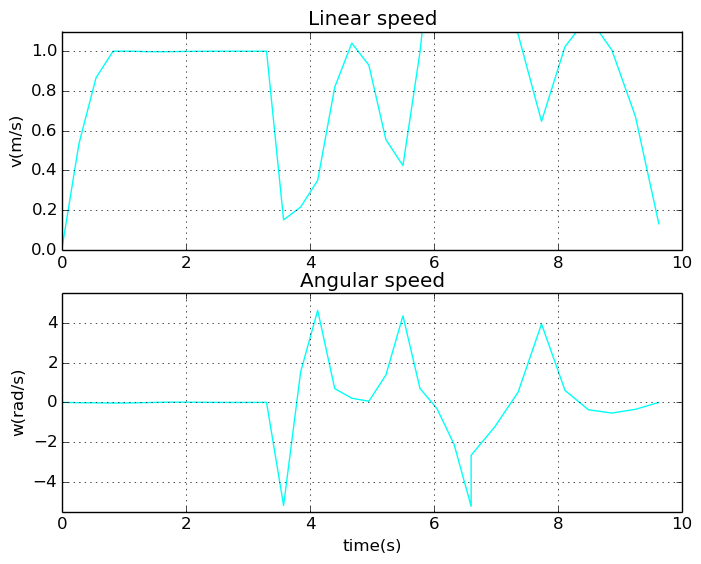 Linear speed
1.0
0.8
0.6
0.4
0.2
0.0
v(m/s)
0 2 4 6 8 10
Angular speed
4
2
0
−2
−4
w(rad/s)
0 2 4 6 8 10
time(s)